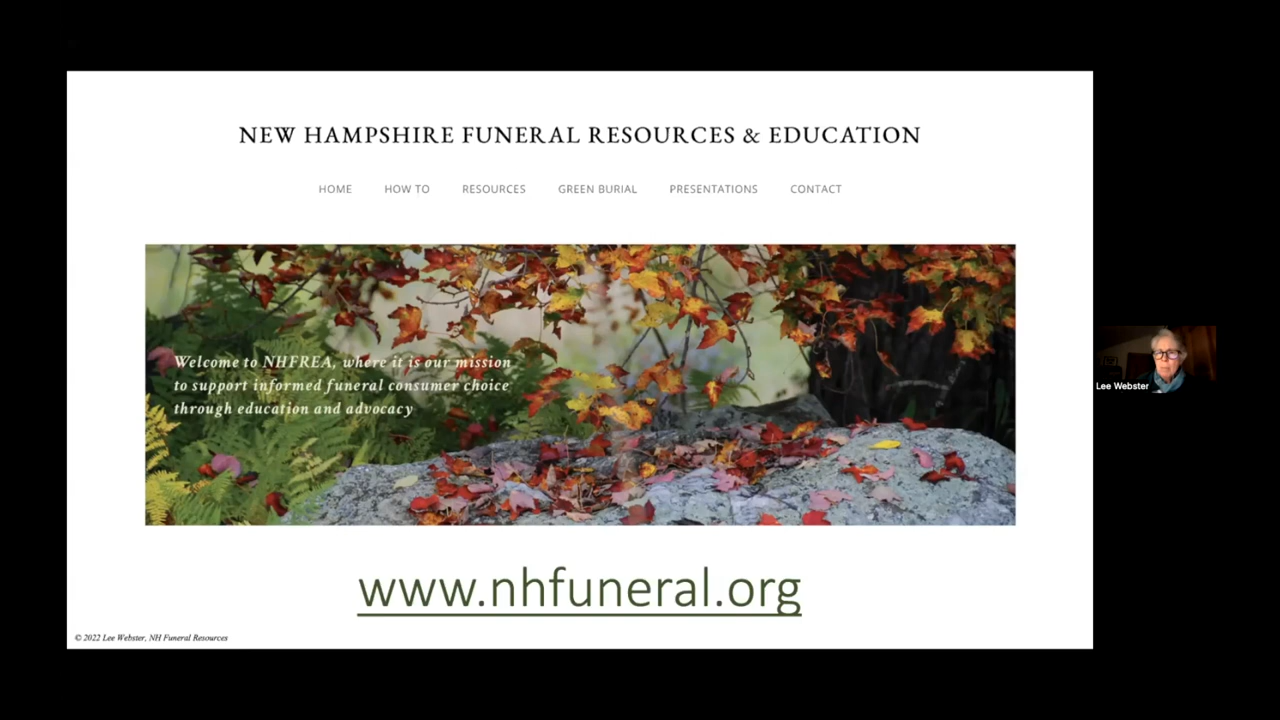 NEW HAMPSHIRE FUNERAL RESOURCES & EDUCATION
HOME HOW TO RESOURCES GREEN BURIAL PRESENTATIONS CONTACT
Welcome to NHFREA, where it is our mission
to support informed funeral consumer choice
through education and advocacy
www.nhfuneral.org
© 2022 Lee Webster, NH Funeral Resources
Lee Webster